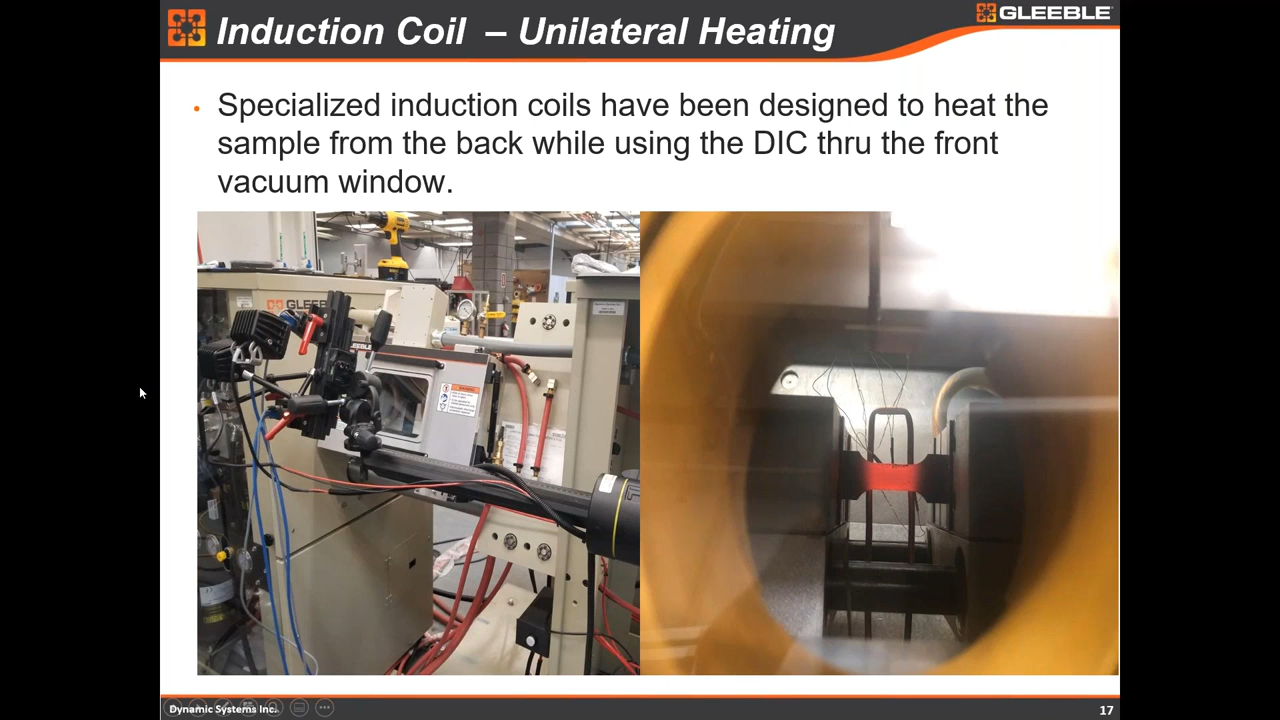 GLEEBLE
Induction Coil – Unilateral Heating
• Specialized induction coils have been designed to heat the
sample from the back while using the DIC thru the front
vacuum window.
GLEEBLE
Dynamic Systems Inc.
17